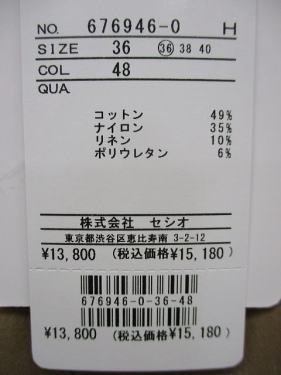 NO. 676946-0 H
SIZE 36 36 38 40
COL 48
QUA.
コットン 49%
ナイロン 35%
リネン 10%
ポリウレタン 6%
株式会社 セシオ
東京都渋谷区恵比寿南 3-2-12
¥13,800 (税込価格¥15,180)
676946-0-36-48
¥13,800 (税込価格¥15,180)